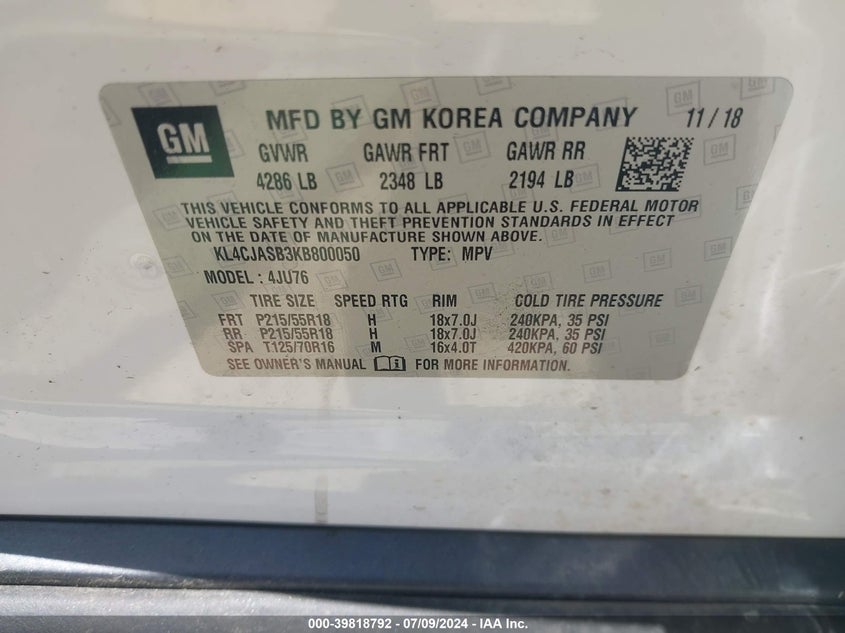 GM MFD BY GM KOREA COMPANY 11/18
GVWR GAWR FRT GAWR RR
4286 LB 2348 LB 2194 LB
THIS VEHICLE CONFORMS TO ALL APPLICABLE U.S. FEDERAL MOTOR
VEHICLE SAFETY AND THEFT PREVENTION STANDARDS IN EFFECT
ON THE DATE OF MANUFACTURE SHOWN ABOVE.
KL4CJASB3KB800050 TYPE: MPV
MODEL : 4JU76
TIRE SIZE SPEED RTG RIM COLD TIRE PRESSURE
FRT P215/55R18 H 18x7.0J 240KPA, 35 PSI
RR P215/55R18 H 18x7.0J 240KPA, 35 PSI
SPA T125/70R16 M 16x4.0T 420KPA, 60 PSI
SEE OWNER'S MANUAL FOR MORE INFORMATION.
000-39818792 - 07/09/2024 - IAA Inc.